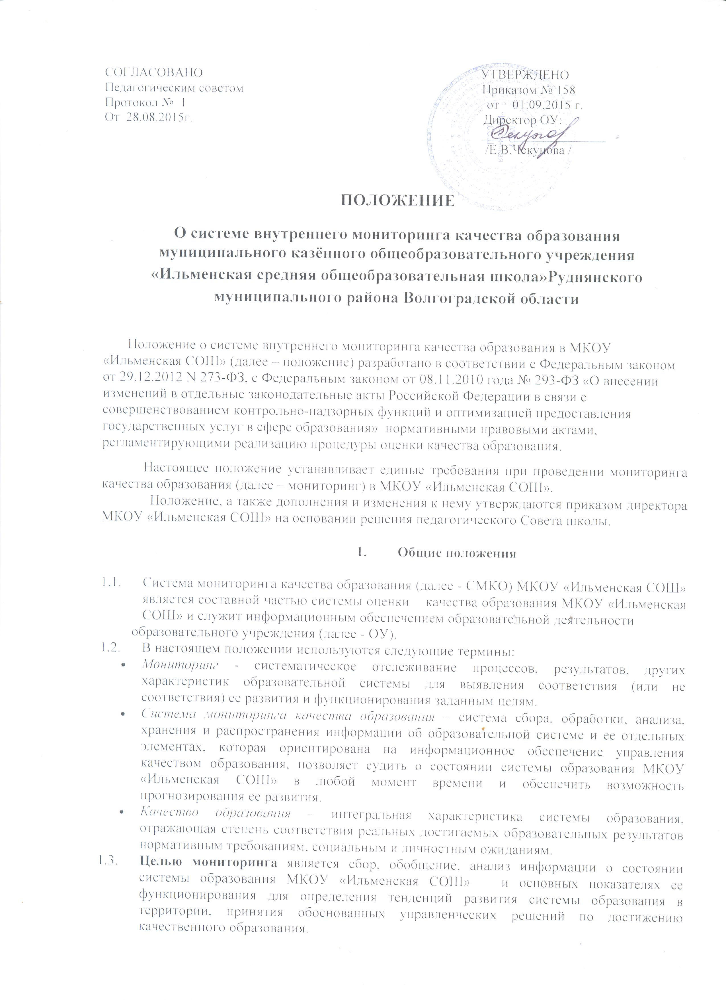 СОГЛАСОВАНО
Педагогическим советом
Протокол № 1
От 28.08.2015г.
УТВЕРЖДЕНО
Приказом № 158
от 01.09.2015 г.
Директор ОУ:
/Е.В.Чекунова /
ПОЛОЖЕНИЕ
О системе внутреннего мониторинга качества образования
муниципального казённого общеобразовательного учреждения
«Ильменская средняя общеобразовательная школа»Руднянского
муниципального района Волгоградской области
Положение о системе внутреннего мониторинга качества образования в МКОУ
«Ильменская СОШ» (далее – положение) разработано в соответствии с Федеральным законом
от 29.12.2012 N 273-ФЗ, с Федеральным законом от 08.11.2010 года № 293-ФЗ «О внесении
изменений в отдельные законодательные акты Российской Федерации в связи с
совершенствованием контрольно-надзорных функций и оптимизацией предоставления
государственных услуг в сфере образования» нормативными правовыми актами,
регламентирующими реализацию процедуры оценки качества образования.
Настоящее положение устанавливает единые требования при проведении мониторинга
качества образования (далее – мониторинг) в МКОУ «Ильменская СОШ».
Положение, а также дополнения и изменения к нему утверждаются приказом директора
МКОУ «Ильменская СОШ» на основании решения педагогического Совета школы.
1. Общие положения
1.1. Система мониторинга качества образования (далее - СМКО) МКОУ «Ильменская СОШ»
является составной частью системы оценки качества образования МКОУ «Ильменская
СОШ» и служит информационным обеспечением образовательной деятельности
образовательного учреждения (далее - ОУ).
1.2. В настоящем положении используются следующие термины:
• Мониторинг - систематическое отслеживание процессов, результатов, других
характеристик образовательной системы для выявления соответствия (или не
соответствия) ее развития и функционирования заданным целям.
• Система мониторинга качества образования – система сбора, обработки, анализа,
хранения и распространения информации об образовательной системе и ее отдельных
элементах, которая ориентирована на информационное обеспечение управления
качеством образования, позволяет судить о состоянии системы образования МКОУ
«Ильменская СОШ» в любой момент времени и обеспечить возможность
прогнозирования ее развития.
• Качество образования – интегральная характеристика системы образования,
отражающая степень соответствия реальных достигаемых образовательных результатов
нормативным требованиям, социальным и личностным ожиданиям.
1.3. Целью мониторинга является сбор, обобщение, анализ информации о состоянии
системы образования МКОУ «Ильменская СОШ» и основных показателях ее
функционирования для определения тенденций развития системы образования в
территории, принятия обоснованных управленческих решений по достижению
качественного образования.